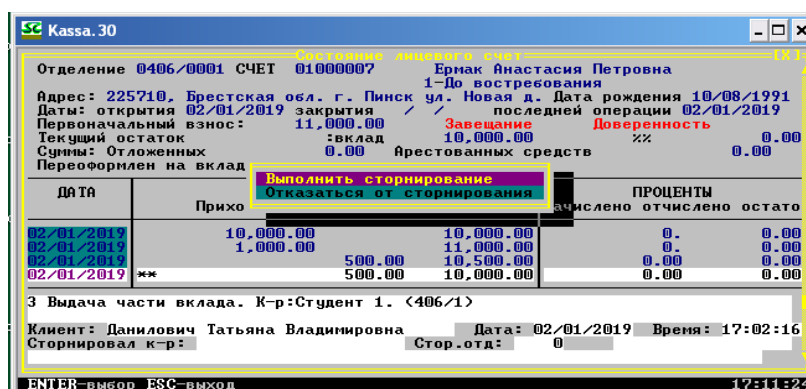 Kassa.30
Состояние лицевого счет [X]
Отделение 0406/0001 СЧЕТ 01000007 Ермак Анастасия Петровна
1-До востребования
Адрес: 225710, Брестская обл. г. Пинск ул. Новая д. Дата рождения 10/08/1991
Даты: открытия 02/01/2019 закрытия / / последней операции 02/01/2019
Первоначальный взнос: 11,000.00 Завещание Доверенность
Текущий остаток :вклад 10,000.00 %% 0.00
Суммы: Отложенных 0.00 Арестованных средств 0.00
Переоформлен на вклад
Выполнить сторнирование
Отказаться от сторнирования
ДАТА ПРОЦЕНТЫ
Прихо ачислено отчислено остато
02/01/2019 10,000.00 10,000.00 0. 0.00
02/01/2019 1,000.00 11,000.00 0. 0.00
02/01/2019 500.00 10,500.00 0.00 0.00
02/01/2019 ** 500.00 10,000.00 0.00 0.00
3 Выдача части вклада. К-р:Студент 1. (406/1)
Клиент: Данилович Татьяна Владимировна Дата: 02/01/2019 Время: 17:02:16
Сторнировал к-р: Стор.отд: 0
ENTER-выбор ESC-выход 17:11:2